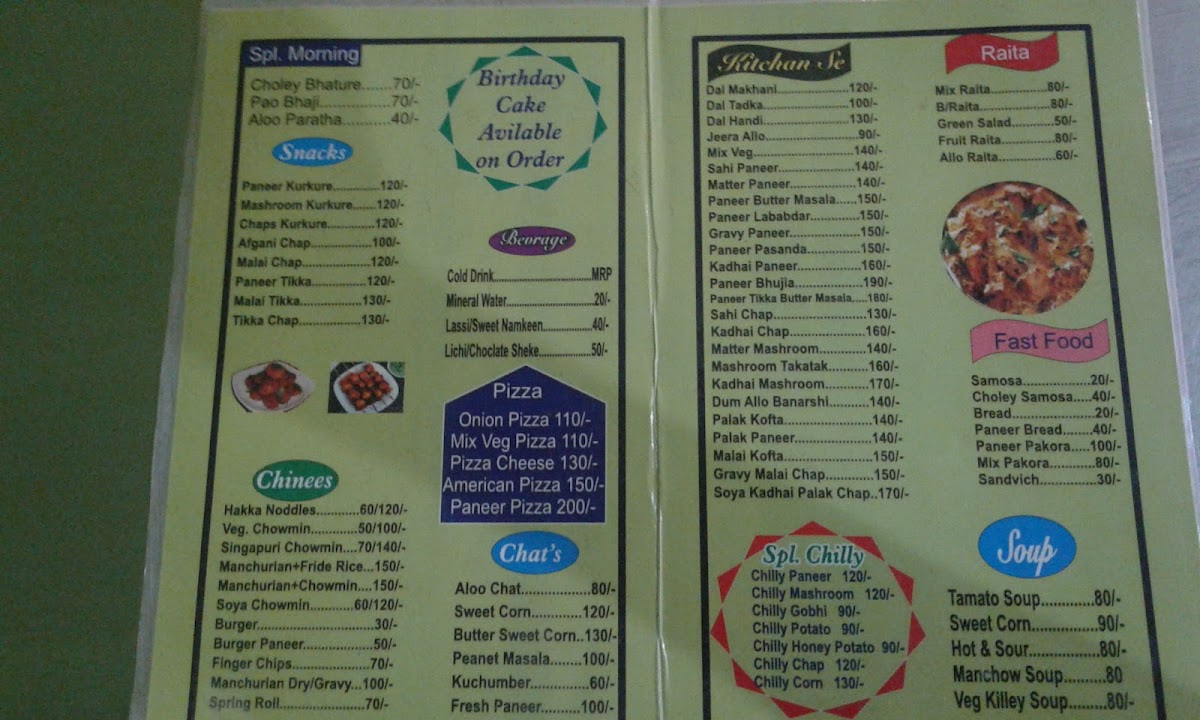 Spl. Morning
Choley Bhature.......70/-
Pao Bhaji................70/-
Aloo Paratha...........40/-
Snacks
Paneer Kurkure.............120/-
Mashroom Kurkure.......120/-
Chaps Kurkure.............120/-
Afgani Chap.................100/-
Malai Chap...................120/-
Paneer Tikka...............120/-
Malai Tikka.................130/-
Tikka Chap.................130/-
Chinees
Hakka Noddles............60/120/-
Veg. Chowmin.............50/100/-
Singapuri Chowmin....70/140/-
Manchurian+Fride Rice...150/-
Manchurian+Chowmin....150/-
Soya Chowmin............60/120/-
Burger................................30/-
Burger Paneer...................50/-
Finger Chips......................70/-
Manchurian Dry/Gravy...100/-
Spring Roll........................70/-
Birthday
Cake
Avilable
on Order
Bevrage
Cold Drink..............................MRP
Mineral Water...........................20/-
Lassi/Sweet Namkeen................40/-
Lichi/Choclate Sheke.................50/-
Pizza
Onion Pizza 110/-
Mix Veg Pizza 110/-
Pizza Cheese 130/-
American Pizza 150/-
Paneer Pizza 200/-
Chat's
Aloo Chat...................80/-
Sweet Corn..............120/-
Butter Sweet Corn..130/-
Peanet Masala........100/-
Kuchumber...............60/-
Fresh Paneer..........100/-
Kitchan Se
Dal Makhani......................120/-
Dal Tadka..........................100/-
Dal Handi..........................130/-
Jeera Allo............................90/-
Mix Veg.............................140/-
Sahi Paneer.......................140/-
Matter Paneer...................140/-
Paneer Butter Masala......150/-
Paneer Lababdar..............150/-
Gravy Paneer....................150/-
Paneer Pasanda................150/-
Kadhai Paneer..................160/-
Paneer Bhujia...................190/-
Paneer Tikka Butter Masala.....180/-
Sahi Chap.........................130/-
Kadhai Chap.....................160/-
Matter Mashroom.............140/-
Mashroom Takatak...........160/-
Kadhai Mashroom............170/-
Dum Allo Banarshi...........140/-
Palak Kofta.......................140/-
Palak Paneer....................140/-
Malai Kofta.......................150/-
Gravy Malai Chap.............150/-
Soya Kadhai Palak Chap..170/-
Spl. Chilly
Chilly Paneer 120/-
Chilly Mashroom 120/-
Chilly Gobhi 90/-
Chilly Potato 90/-
Chilly Honey Potato 90/-
Chilly Chap 120/-
Chilly Corn 130/-
Raita
Mix Raita.................80/-
B/Raita.....................80/-
Green Salad............50/-
Fruit Raita...............80/-
Allo Raita................60/-
Fast Food
Samosa....................20/-
Choley Samosa.....40/-
Bread........................20/-
Paneer Bread........40/-
Paneer Pakora.....100/-
Mix Pakora.............80/-
Sandvich.................30/-
Soup
Tamato Soup.............80/-
Sweet Corn................90/-
Hot & Sour.................80/-
Manchow Soup..........80
Veg Killey Soup.........80/-